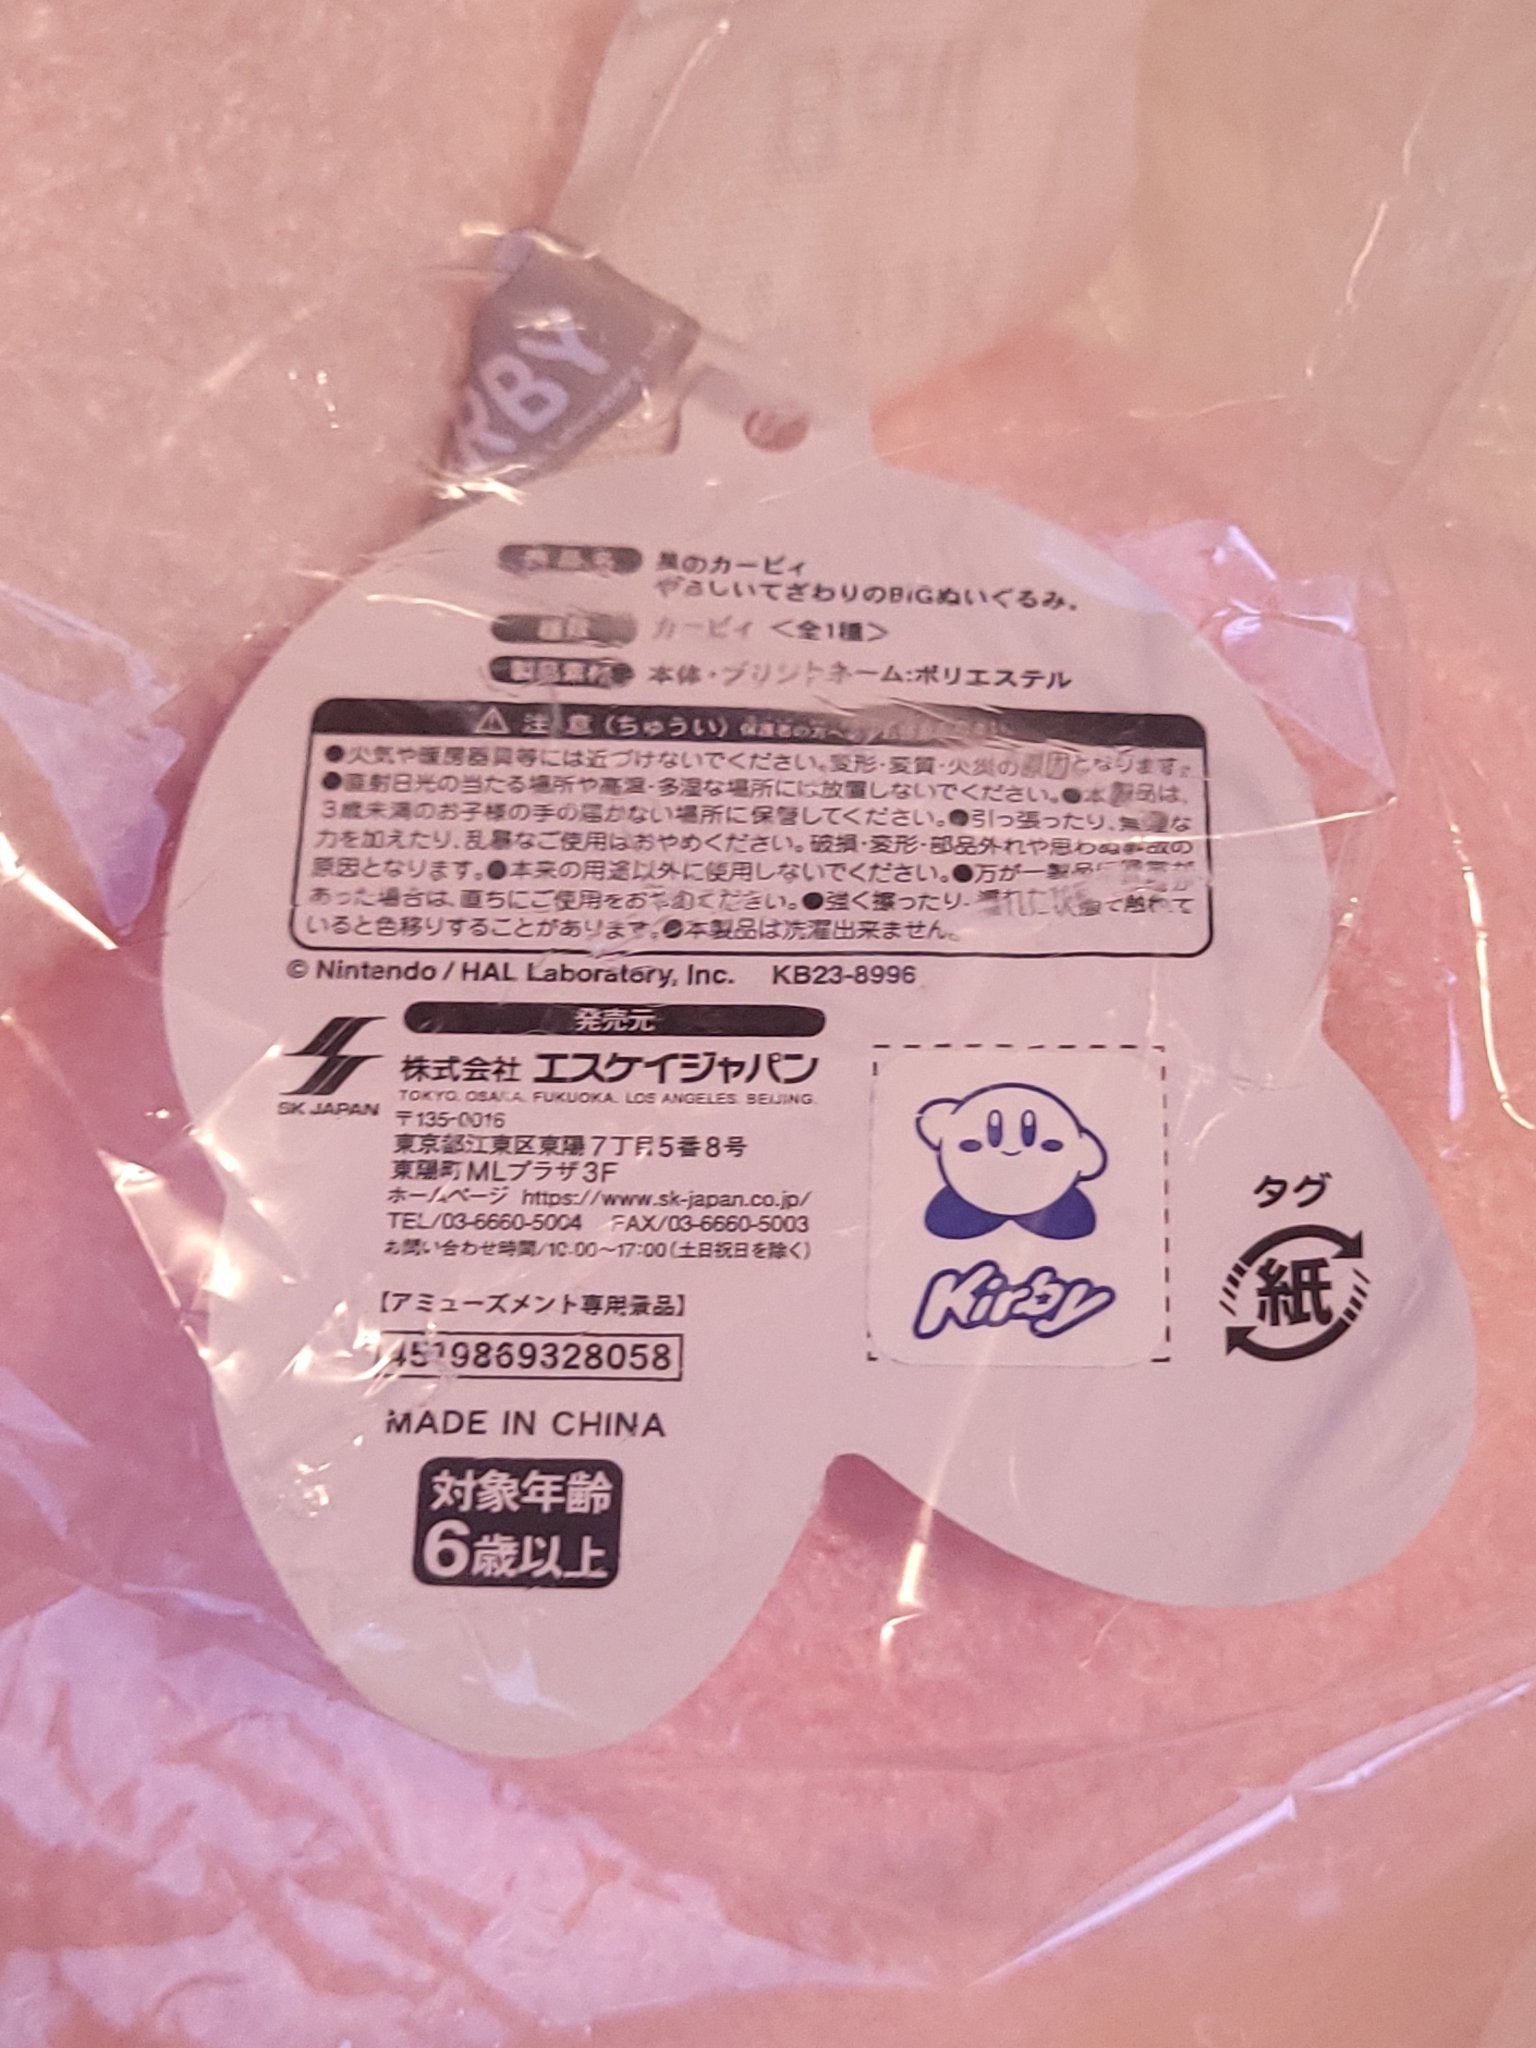 RBY
商品名 星のカービィ
やさしいてざわりのBIGぬいぐるみ。
種類 カービィ <全1種>
製品素材 本体・プリントネーム:ポリエステル
⚠ 注意(ちゅうい) 保護者の方へ
●火気や暖房器具等には近づけないでください。変形・変質・火災の原因となります。
●直射日光の当たる場所や高温・多湿な場所には放置しないでください。●本製品は、
3歳未満のお子様の手の届かない場所に保管してください。●引っ張ったり、無理な
力を加えたり、乱暴なご使用はおやめください。破損・変形・部品外れや思わぬ事故の
原因となります。●本来の用途以外に使用しないでください。●万が一製品に異常が
あった場合は、直ちにご使用をおやめください。●強く擦ったり、濡れた状態で触れて
いると色移りすることがあります。●本製品は洗濯出来ません。
© Nintendo / HAL Laboratory, Inc. KB23-8996
発売元
SK JAPAN
株式会社 エスケイジャパン
TOKYO. OSAKA. FUKUOKA. LOS ANGELES. BEIJING.
〒135-0016
東京都江東区東陽7丁目5番8号
東陽町MLプラザ3F
ホームページ https://www.sk-japan.co.jp/
TEL/03-6660-5004 FAX/03-6660-5003
お問い合わせ時間/10:00~17:00(土日祝日を除く)
【アミューズメント専用景品】
4519869328058
MADE IN CHINA
対象年齢
6歳以上
Kirby
タグ
紙